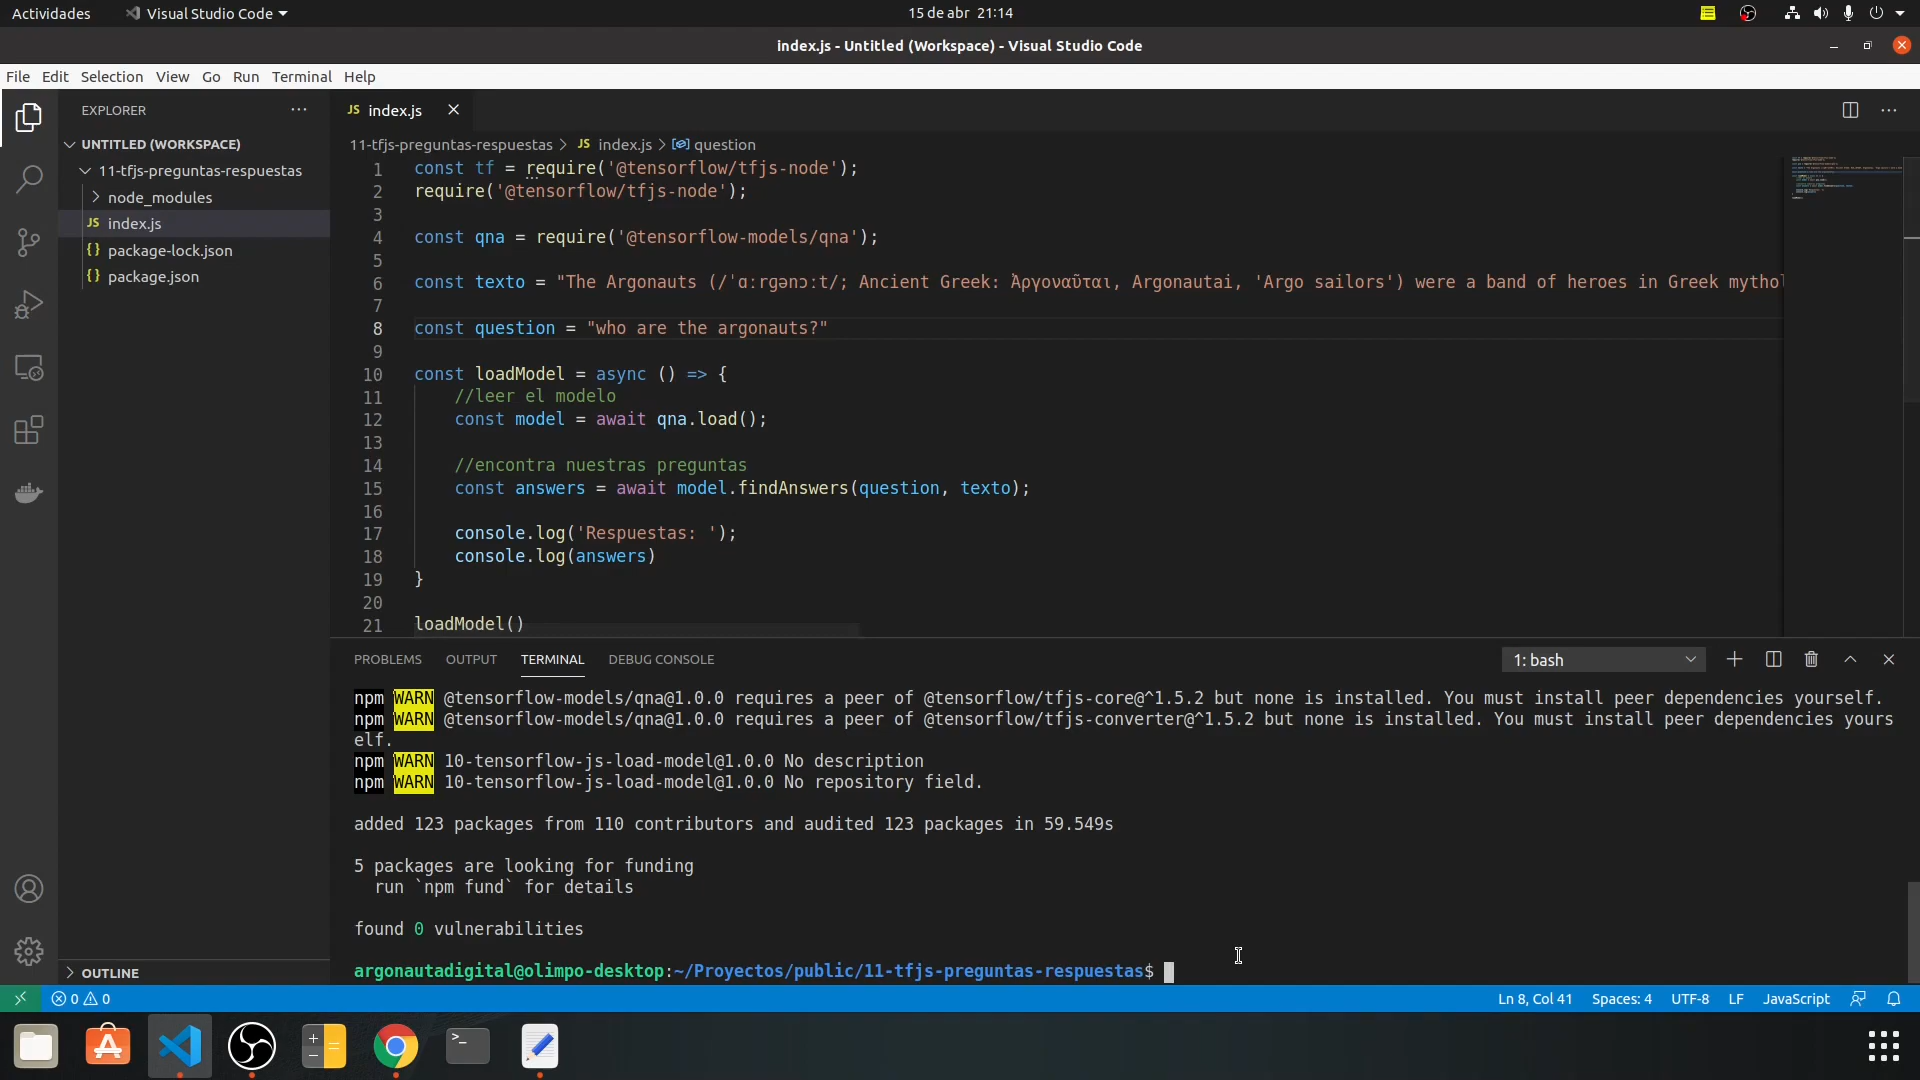 Actividades
Visual Studio Code
15 de abr 21:14
index.js - Untitled (Workspace) - Visual Studio Code
File Edit Selection View Go Run Terminal Help
EXPLORER
UNTITLED (WORKSPACE)
11-tfjs-preguntas-respuestas
node_modules
JS index.js
{} package-lock.json
{} package.json
OUTLINE
JS index.js
11-tfjs-preguntas-respuestas > JS index.js > question
1 const tf = require('@tensorflow/tfjs-node');
2 require('@tensorflow/tfjs-node');
3
4 const qna = require('@tensorflow-models/qna');
5
6 const texto = "The Argonauts (/ˈɑːrɡənɔːt/; Ancient Greek: Ἀργοναῦται, Argonautai, 'Argo sailors') were a band of heroes in Greek mythol
7
8 const question = "who are the argonauts?"
9
10 const loadModel = async () => {
11 //leer el modelo
12 const model = await qna.load();
13
14 //encontra nuestras preguntas
15 const answers = await model.findAnswers(question, texto);
16
17 console.log('Respuestas: ');
18 console.log(answers)
19 }
20
21 loadModel()
PROBLEMS OUTPUT TERMINAL DEBUG CONSOLE
1: bash
npm WARN @tensorflow-models/qna@1.0.0 requires a peer of @tensorflow/tfjs-core@^1.5.2 but none is installed. You must install peer dependencies yourself.
npm WARN @tensorflow-models/qna@1.0.0 requires a peer of @tensorflow/tfjs-converter@^1.5.2 but none is installed. You must install peer dependencies yours
elf.
npm WARN 10-tensorflow-js-load-model@1.0.0 No description
npm WARN 10-tensorflow-js-load-model@1.0.0 No repository field.
added 123 packages from 110 contributors and audited 123 packages in 59.549s
5 packages are looking for funding
run `npm fund` for details
found 0 vulnerabilities
argonautadigital@olimpo-desktop:~/Proyectos/public/11-tfjs-preguntas-respuestas$
0 0
Ln 8, Col 41 Spaces: 4 UTF-8 LF JavaScript